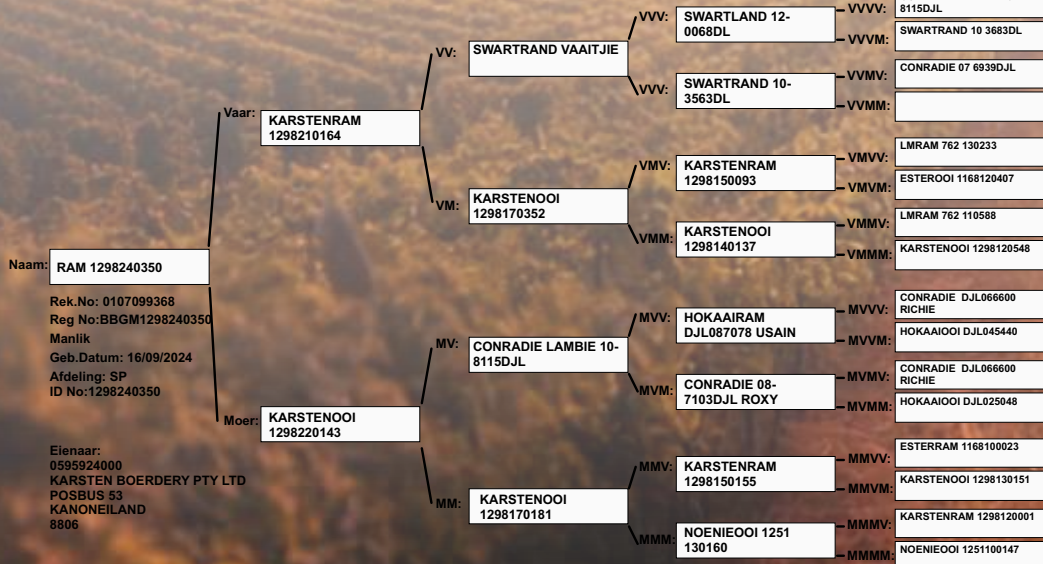 Naam:
RAM 1298240350
Rek.No: 0107099368
Reg No:BBGM1298240350
Manlik
Geb.Datum: 16/09/2024
Afdeling: SP
ID No:1298240350
Eienaar:
0595924000
KARSTEN BOERDERY PTY LTD
POSBUS 53
KANONEILAND
8806
Vaar:
KARSTENRAM
1298210164
Moer:
KARSTENOOI
1298220143
VV:
SWARTRAND VAAITJIE
VM:
KARSTENOOI
1298170352
MV:
CONRADIE LAMBIE 10-
8115DJL
MM:
KARSTENOOI
1298170181
VVV:
SWARTLAND 12-
0068DL
VVV:
SWARTRAND 10-
3563DL
VMV:
KARSTENRAM
1298150093
VMM:
KARSTENOOI
1298140137
MVV:
HOKAAIRAM
DJL087078 USAIN
MVM:
CONRADIE 08-
7103DJL ROXY
MMV:
KARSTENRAM
1298150155
MMM:
NOENIEOOI 1251
130160
VVVV:
8115DJL
VVVM:
SWARTRAND 10 3683DL
VVMV:
CONRADIE 07 6939DJL
VVMM:
VMVV:
LMRAM 762 130233
VMVM:
ESTEROOI 1168120407
VMMV:
LMRAM 762 110588
VMMM:
KARSTENOOI 1298120548
MVVV:
CONRADIE  DJL066600
RICHIE
MVVM:
HOKAAIOOI DJL045440
MVMV:
CONRADIE  DJL066600
RICHIE
MVMM:
HOKAAIOOI DJL025048
MMVV:
ESTERRAM 1168100023
MMVM:
KARSTENOOI 1298130151
MMMV:
KARSTENRAM 1298120001
MMMM:
NOENIEOOI 1251100147